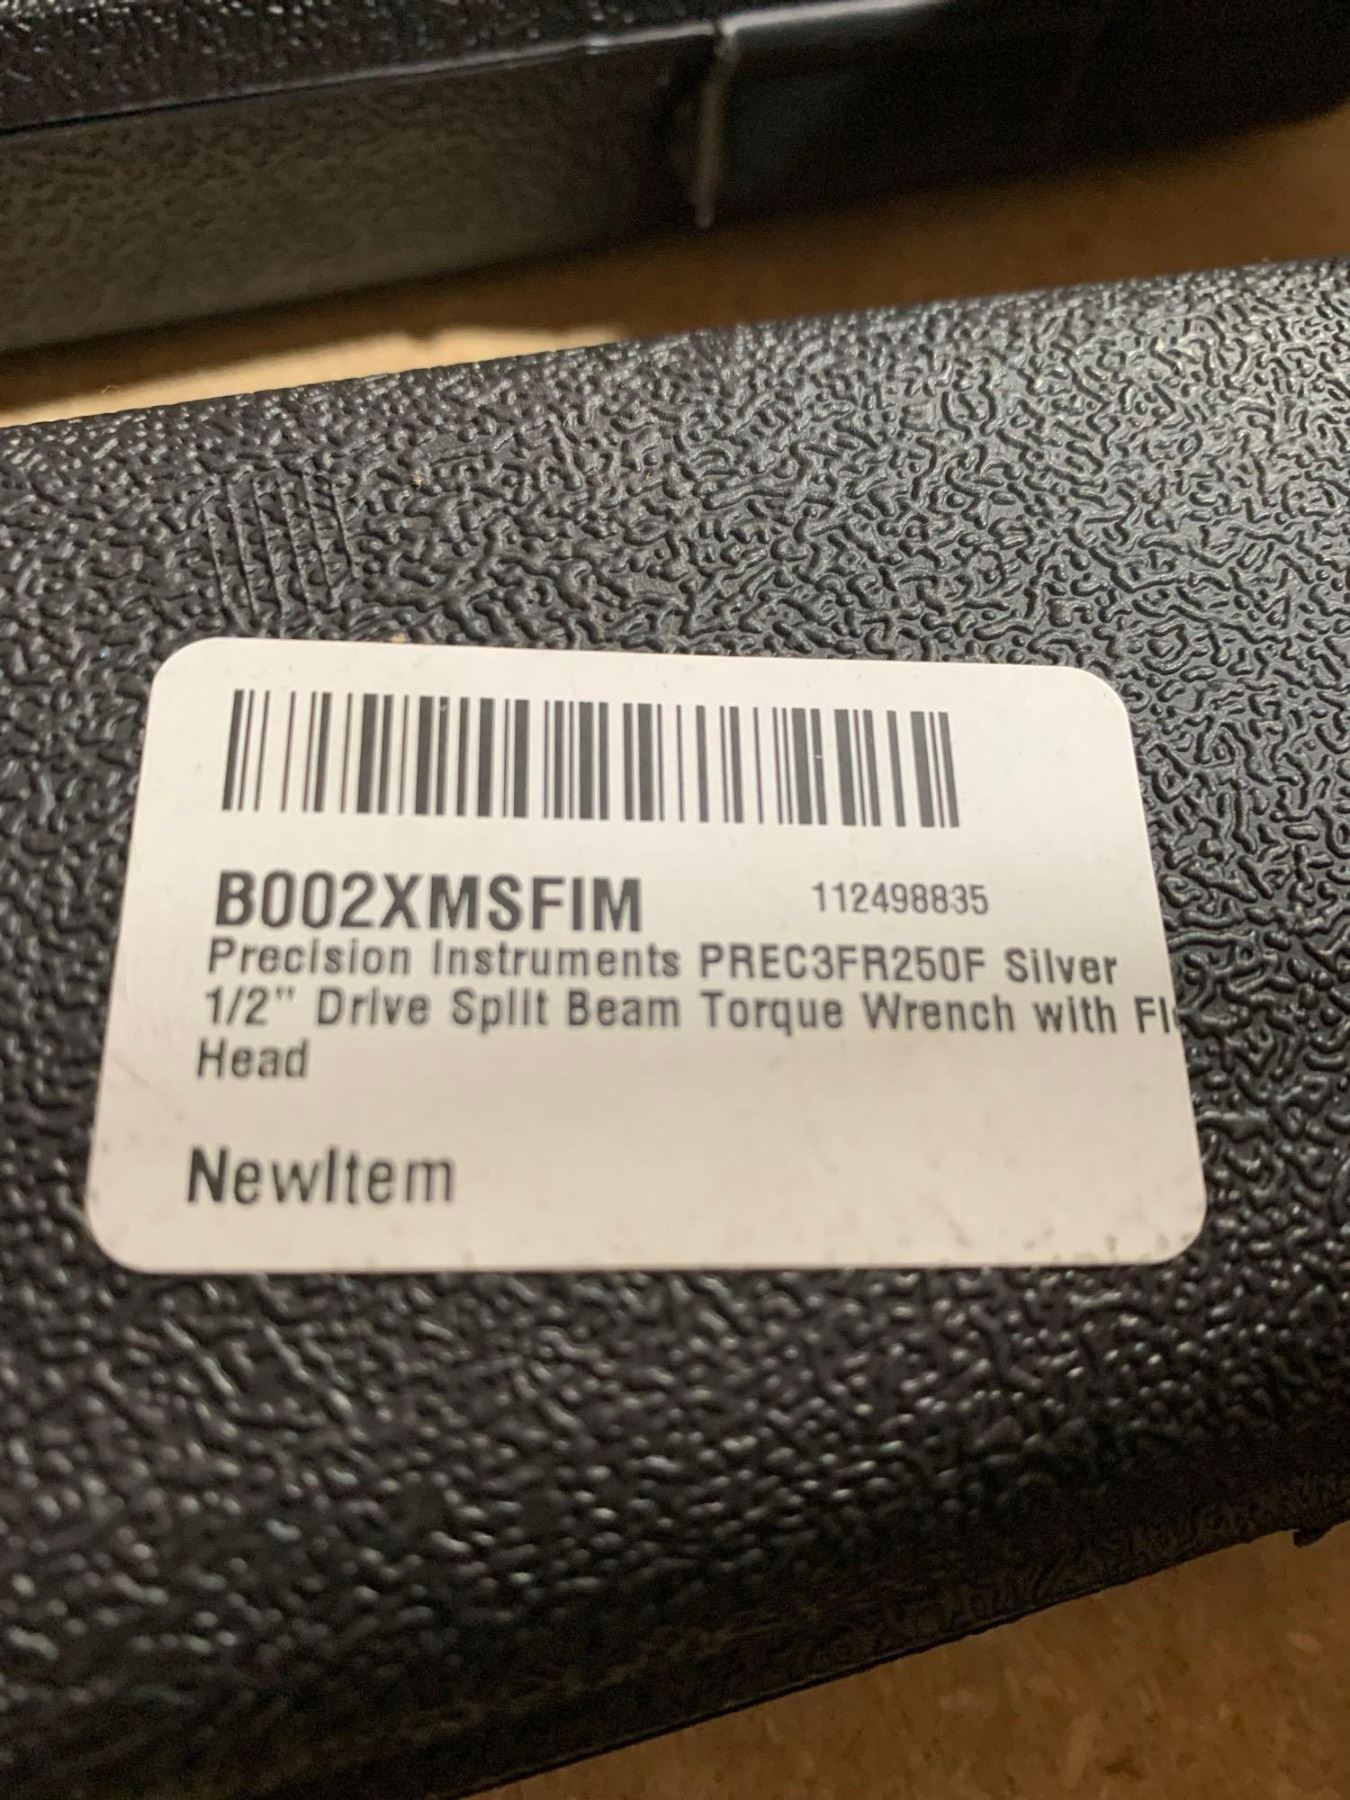 B002XMSFIM 112498835
Precision Instruments PREC3FR250F Silver
1/2" Drive Split Beam Torque Wrench with
Head
NewItem